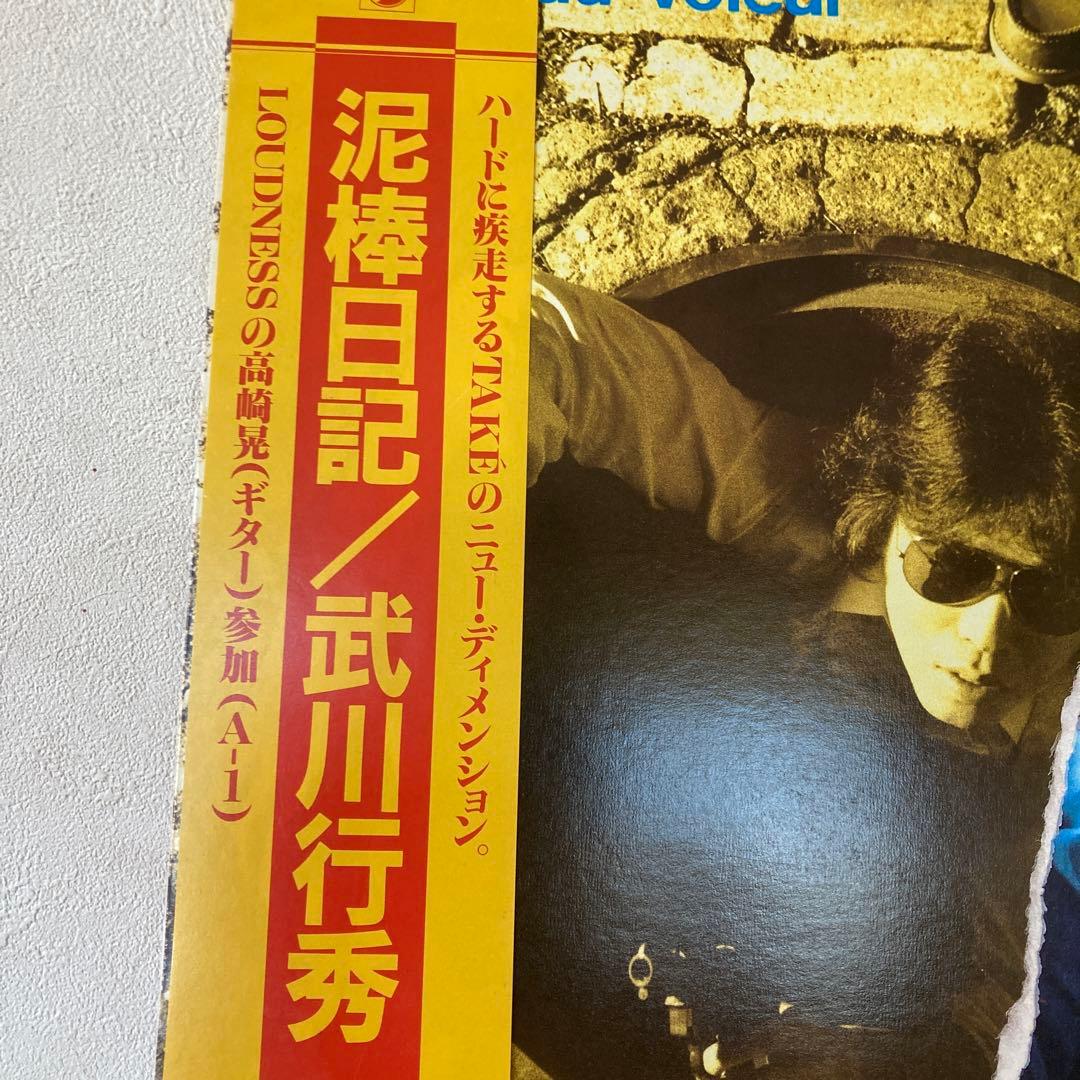 voleur
ハードに疾走するTAKÉのニュー・ディメンション。
泥棒日記/武川行秀
LOUDNESSの高崎晃(ギター)参加(A-1)